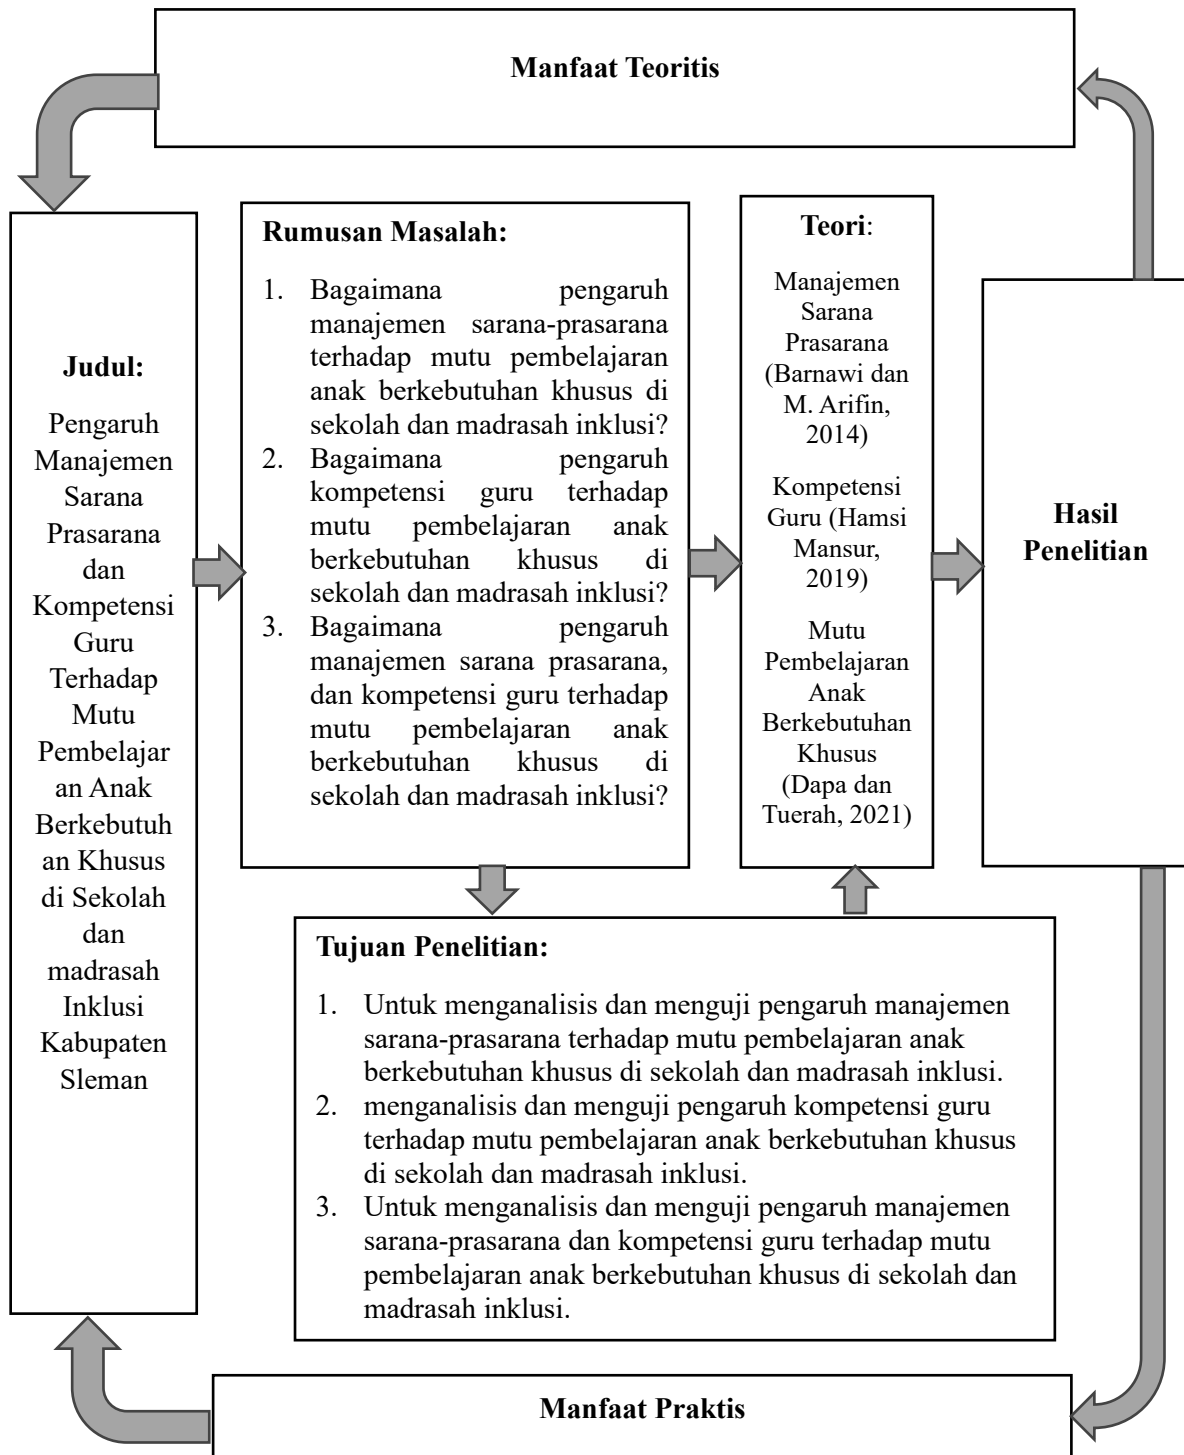 Manfaat Teoritis
Judul:
Pengaruh
Manajemen
Sarana
Prasarana
dan
Kompetensi
Guru
Terhadap
Mutu
Pembelajar
an Anak
Berkebutuh
an Khusus
di Sekolah
dan
madrasah
Inklusi
Kabupaten
Sleman
Rumusan Masalah:
1. Bagaimana pengaruh
manajemen sarana-prasarana
terhadap mutu pembelajaran
anak berkebutuhan khusus di
sekolah dan madrasah inklusi?
2. Bagaimana pengaruh
kompetensi guru terhadap
mutu pembelajaran anak
berkebutuhan khusus di
sekolah dan madrasah inklusi?
3. Bagaimana pengaruh
manajemen sarana prasarana,
dan kompetensi guru terhadap
mutu pembelajaran anak
berkebutuhan khusus di
sekolah dan madrasah inklusi?
Teori:
Manajemen
Sarana
Prasarana
(Barnawi dan
M. Arifin,
2014)
Kompetensi
Guru (Hamsi
Mansur,
2019)
Mutu
Pembelajaran
Anak
Berkebutuhan
Khusus
(Dapa dan
Tuerah, 2021)
Hasil
Penelitian
Tujuan Penelitian:
1. Untuk menganalisis dan menguji pengaruh manajemen
sarana-prasarana terhadap mutu pembelajaran anak
berkebutuhan khusus di sekolah dan madrasah inklusi.
2. menganalisis dan menguji pengaruh kompetensi guru
terhadap mutu pembelajaran anak berkebutuhan khusus
di sekolah dan madrasah inklusi.
3. Untuk menganalisis dan menguji pengaruh manajemen
sarana-prasarana dan kompetensi guru terhadap mutu
pembelajaran anak berkebutuhan khusus di sekolah dan
madrasah inklusi.
Manfaat Praktis